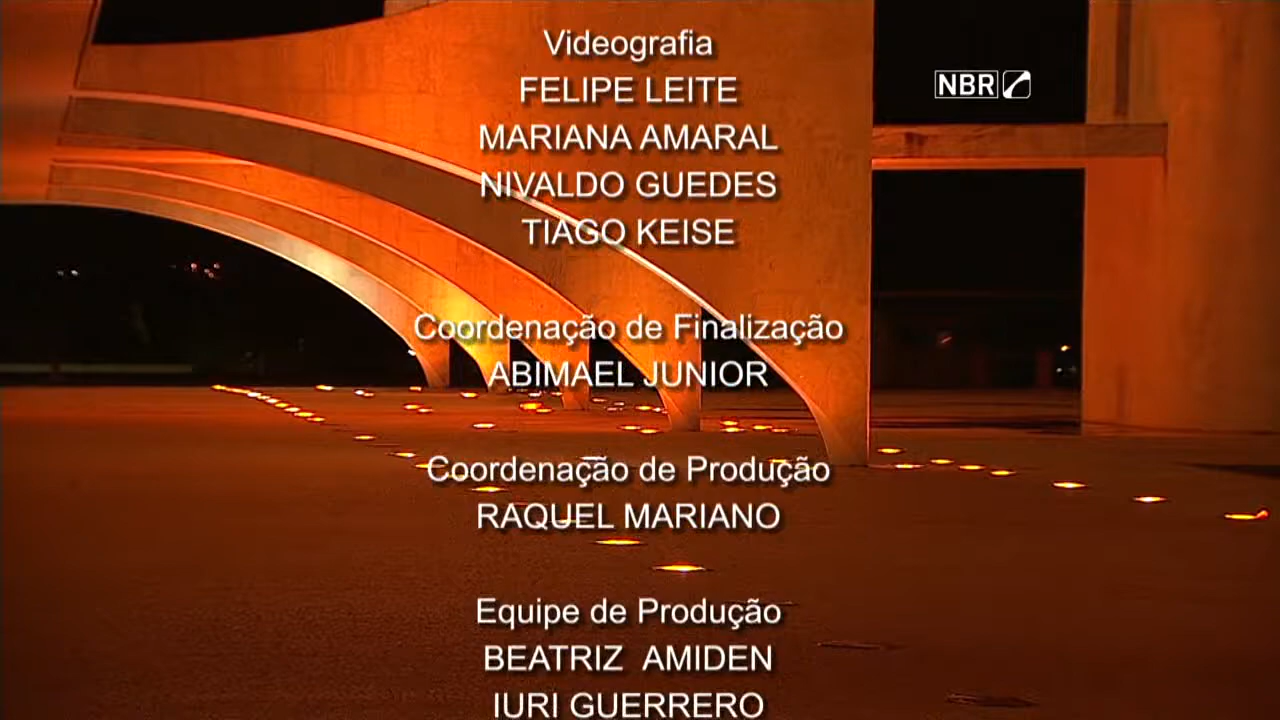 Videografia
FELIPE LEITE
MARIANA AMARAL
NIVALDO GUEDES
TIAGO KEISE
Coordenação de Finalização
ABIMAEL JUNIOR
Coordenação de Produção
RAQUEL MARIANO
Equipe de Produção
BEATRIZ AMIDEN
IURI GUERRERO
NBR